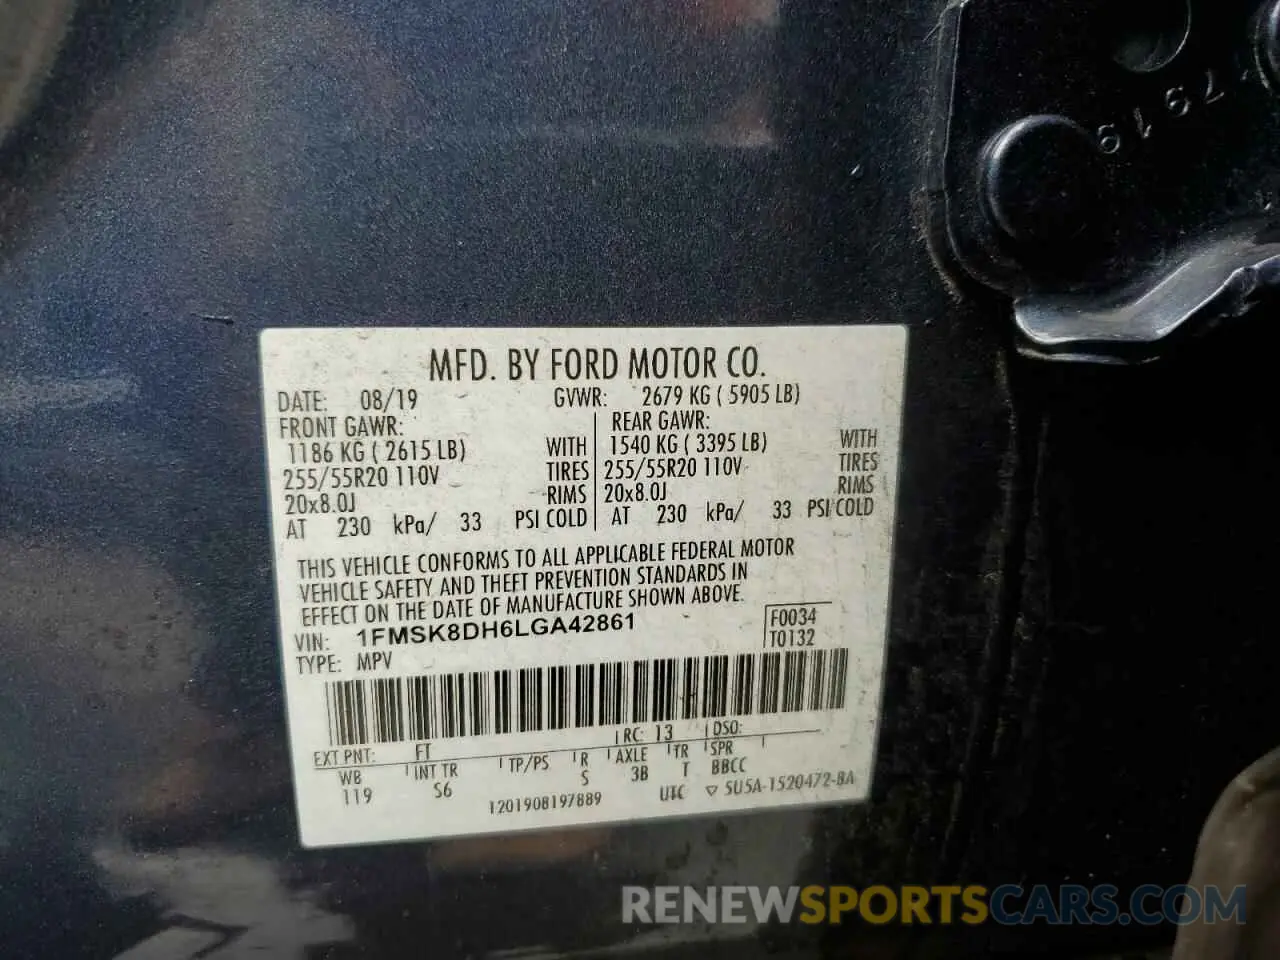 7919
MFD. BY FORD MOTOR CO.
DATE: 08/19 GVWR: 2679 KG ( 5905 LB)
FRONT GAWR: REAR GAWR:
1186 KG ( 2615 LB) WITH 1540 KG ( 3395 LB) WITH
255/55R20 110V TIRES 255/55R20 110V TIRES
20x8.0J RIMS 20x8.0J RIMS
AT 230 kPa/ 33 PSI COLD AT 230 kPa/ 33 PSI COLD
THIS VEHICLE CONFORMS TO ALL APPLICABLE FEDERAL MOTOR
VEHICLE SAFETY AND THEFT PREVENTION STANDARDS IN
EFFECT ON THE DATE OF MANUFACTURE SHOWN ABOVE.
VIN: 1FMSK8DH6LGA42861 F0034
TYPE: MPV T0132
EXT PNT: FT RC: 13 DSO:
WB INT TR TP/PS R AXLE TR SPR
119 S6 S 3B T BBCC
1201908197889 UTC ▽ 5U5A-1520472-BA
RENEWSPORTSCARS.COM